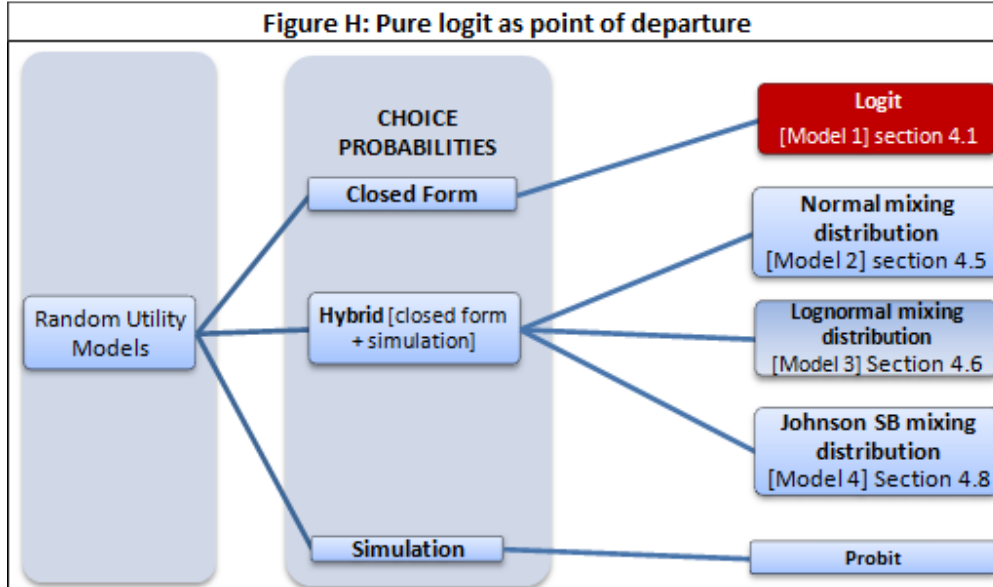 Figure H: Pure logit as point of departure
CHOICE
PROBABILITIES
Closed Form
Hybrid [closed form
+ simulation]
Simulation
Random Utility
Models
Logit
[Model 1] section 4.1
Normal mixing
distribution
[Model 2] section 4.5
Lognormal mixing
distribution
[Model 3] Section 4.6
Johnson SB mixing
distribution
[Model 4] Section 4.8
Probit